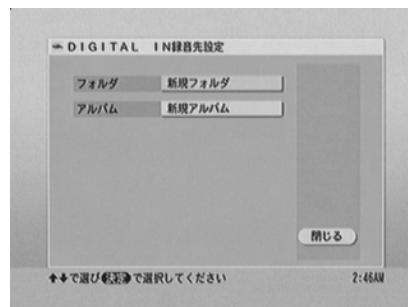 DIGITAL IN録音先設定
フォルダ 新規フォルダ
アルバム 新規アルバム
閉じる
↑↓で選び決定で選択してください 2:46AM